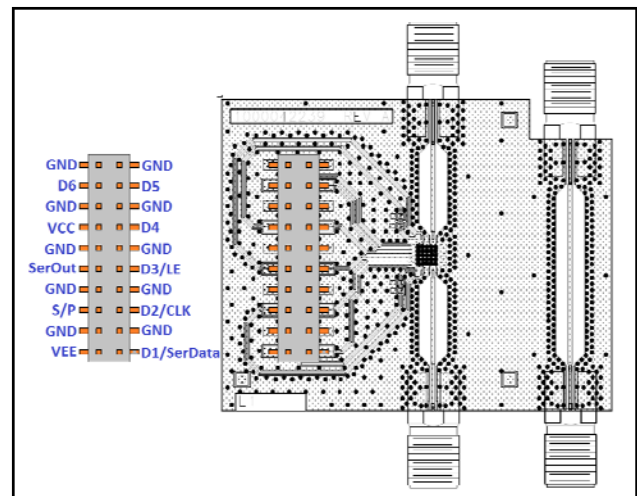 GND GND
D6 D5
GND GND
VCC D4
GND GND
SerOut D3/LE
GND GND
S/P D2/CLK
GND GND
VEE D1/SerData